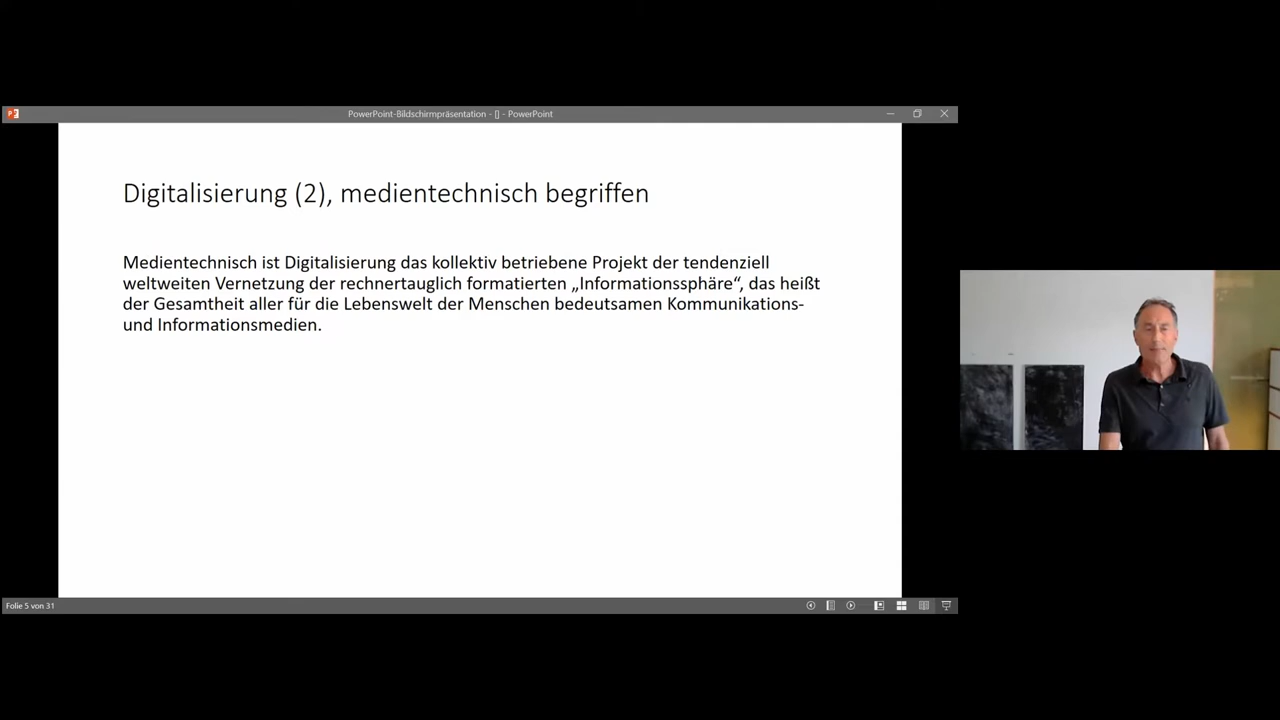 PowerPoint-Bildschirmpräsentation - [] - PowerPoint
Digitalisierung (2), medientechnisch begriffen
Medientechnisch ist Digitalisierung das kollektiv betriebene Projekt der tendenziell
weltweiten Vernetzung der rechnertauglich formatierten „Informationssphäre“, das heißt
der Gesamtheit aller für die Lebenswelt der Menschen bedeutsamen Kommunikations-
und Informationsmedien.
Folie 5 von 31